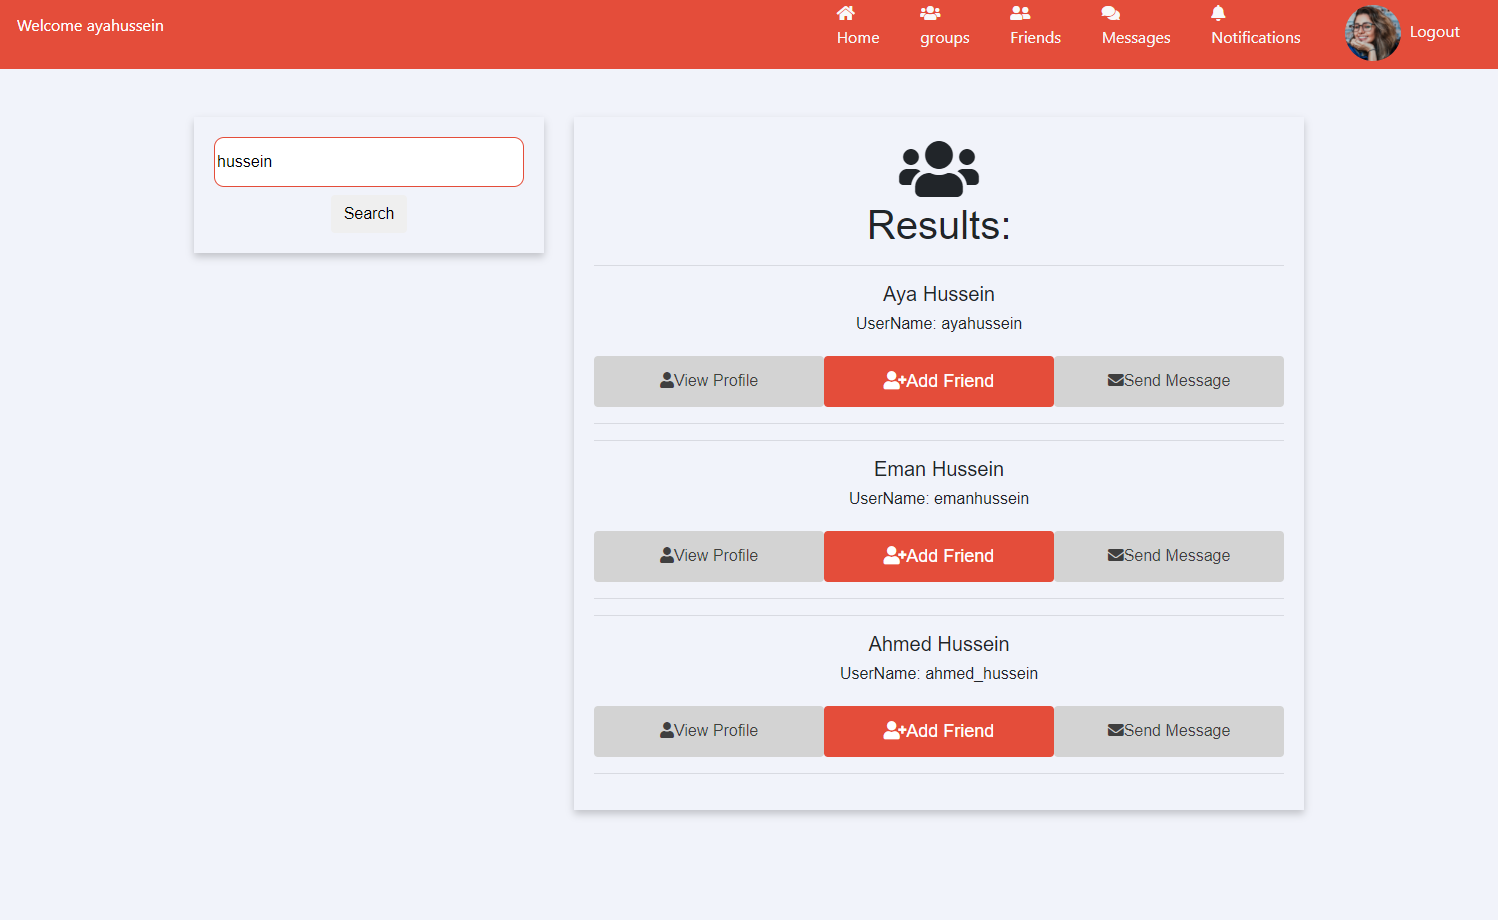 Welcome ayahussein
Home
groups
Friends
Messages
Notifications
Logout
hussein
Search
Results:
Aya Hussein
UserName: ayahussein
View Profile
Add Friend
Send Message
Eman Hussein
UserName: emanhussein
View Profile
Add Friend
Send Message
Ahmed Hussein
UserName: ahmed_hussein
View Profile
Add Friend
Send Message